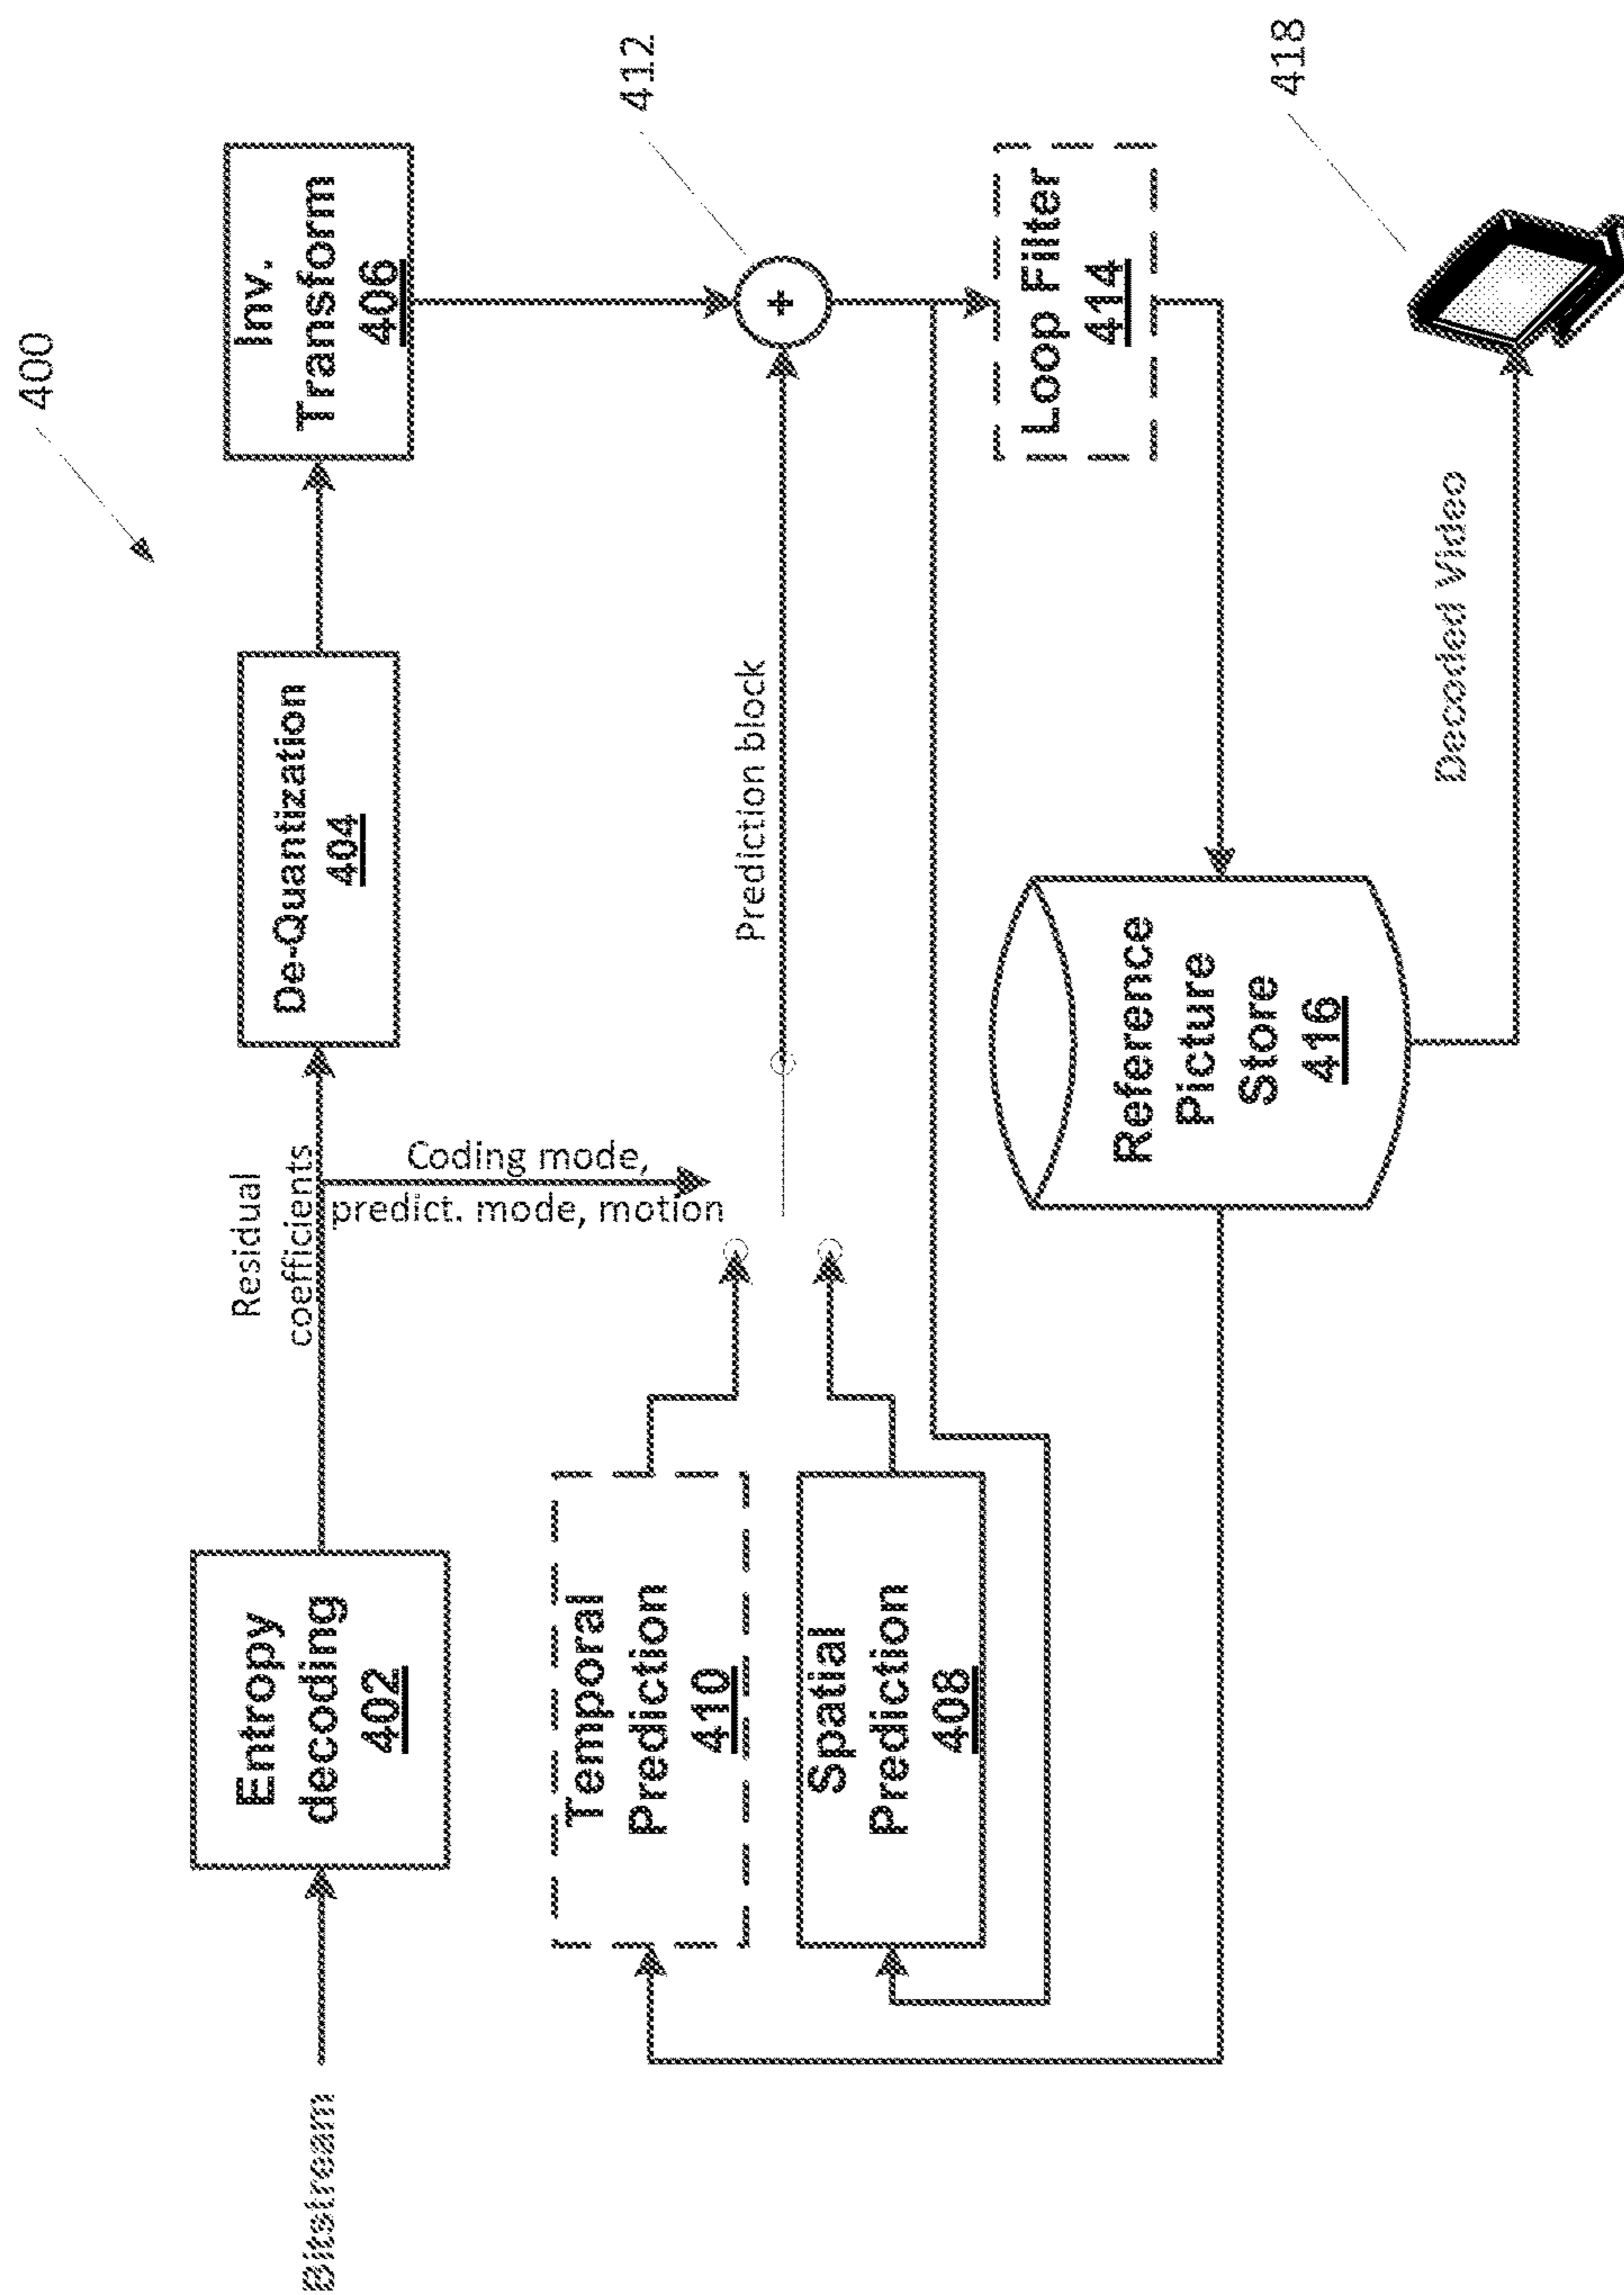 400
Bitstream
Entropy
decoding
402
Residual
coefficients
De-Quantization
404
Inv.
Transform
406
Coding mode,
predict. mode, motion
412
Temporal
Prediction
410
Prediction block
+
Spatial
Prediction
408
Loop Filter
414
Reference
Picture
Store
416
Decoded Video
418